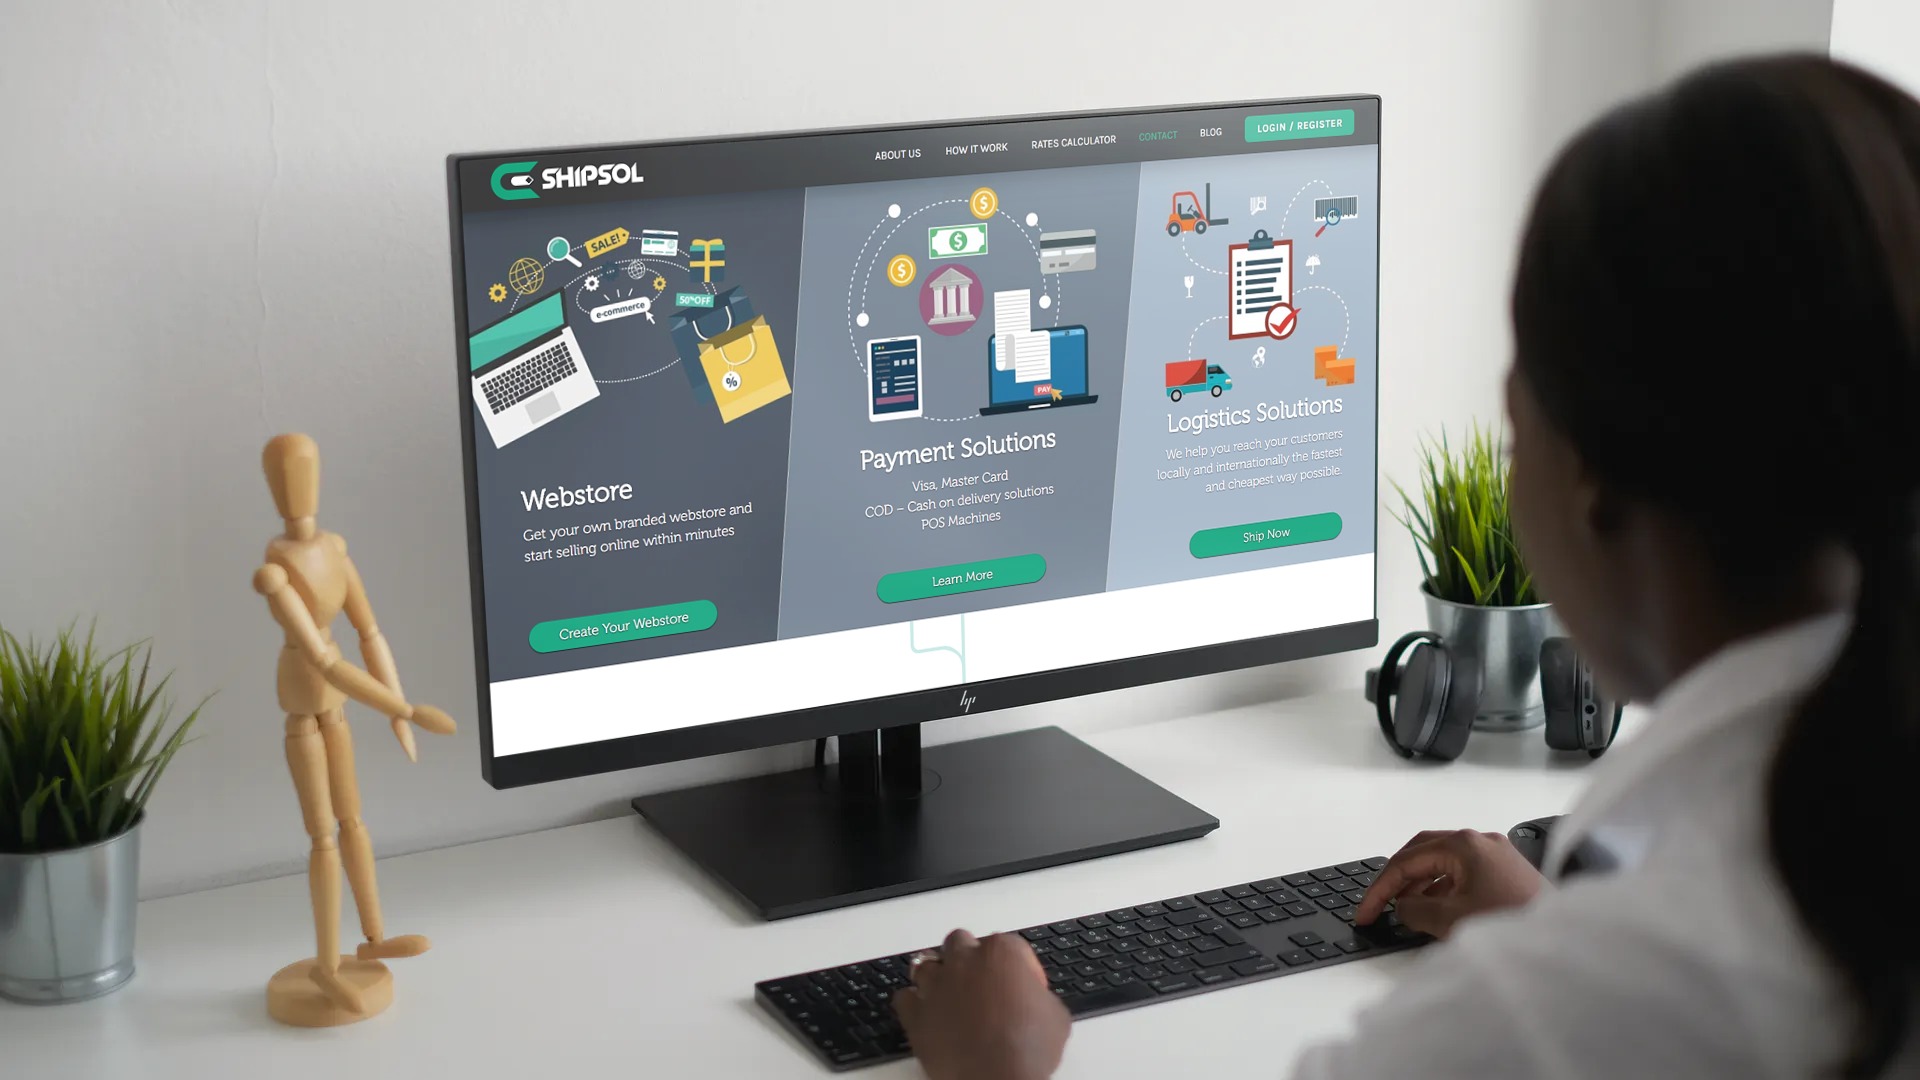 SHIPSOL
ABOUT US
HOW IT WORK
RATES CALCULATOR
CONTACT
BLOG
LOGIN / REGISTER
SALE!
e-commerce
50%OFF
%
Webstore
Get your own branded webstore and
start selling online within minutes
Create Your Webstore
$
$
$
PAY
Payment Solutions
Visa, Master Card
COD – Cash on delivery solutions
POS Machines
Learn More
Logistics Solutions
We help you reach your customers
locally and internationally the fastest
and cheapest way possible.
Ship Now
hp